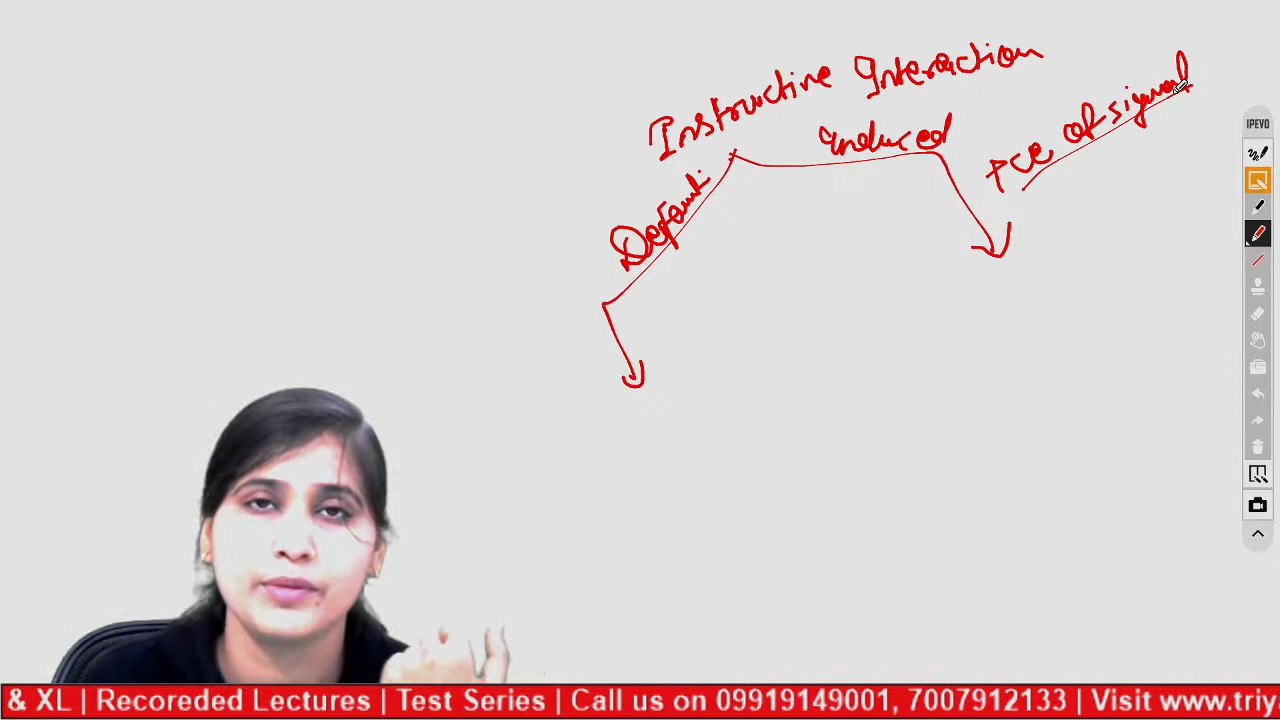 Instructive Interaction
Induced
pce of signal
Default
IPEVO
& XL | Recoreded Lectures | Test Series | Call us on 09919149001, 7007912133 | Visit www.triy